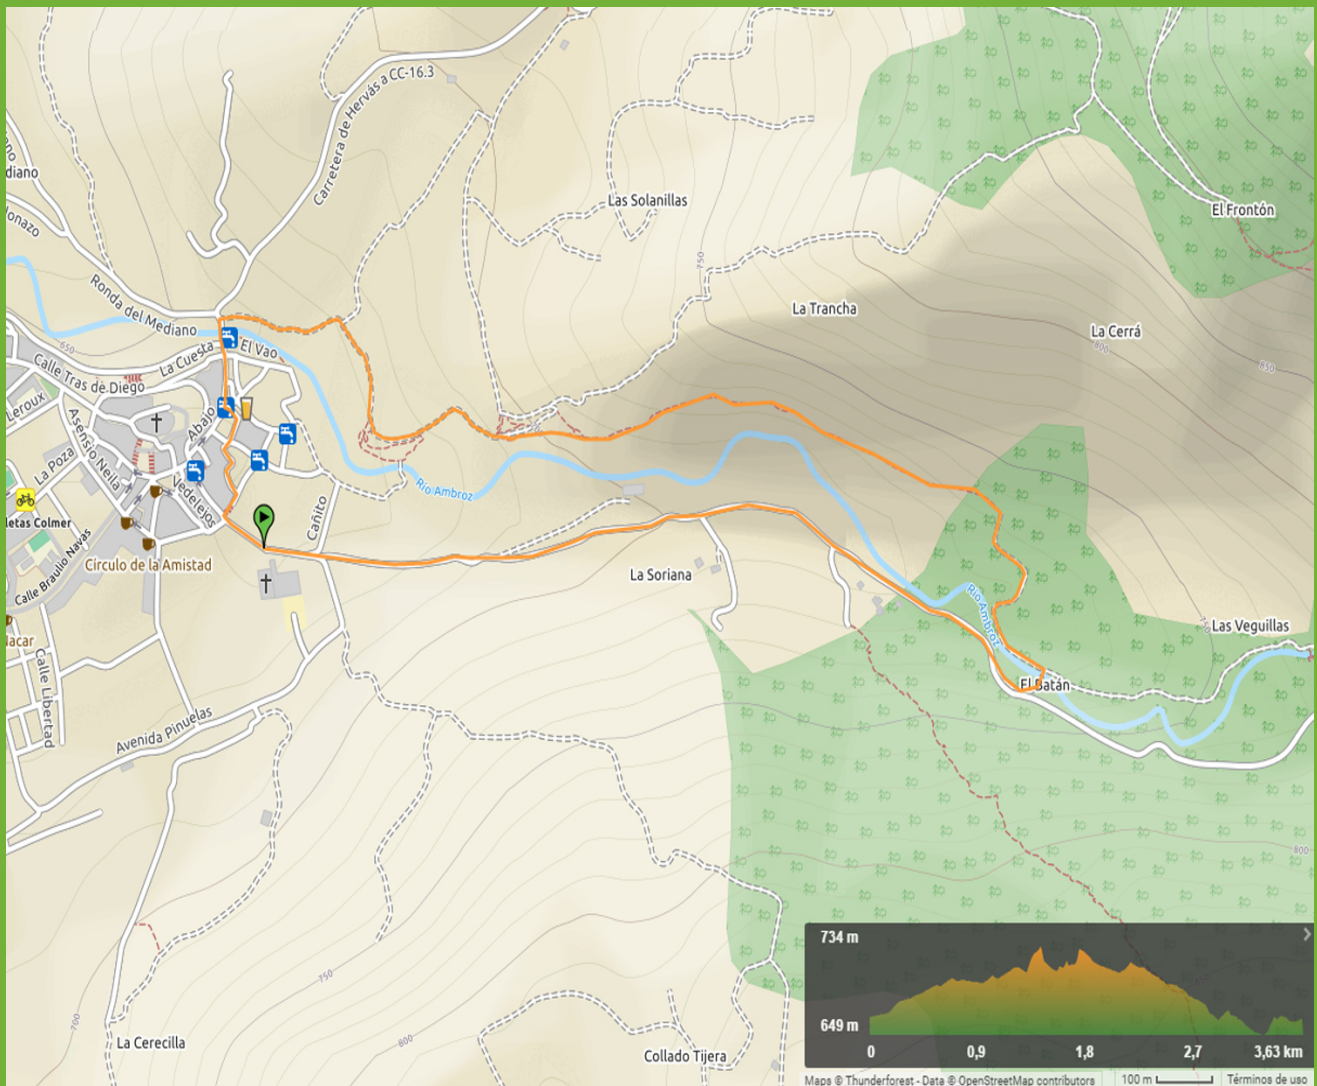 Carretera de Hervás a CC-16.3
diano
onazo
Las Solanillas
El Frontón
750
Ronda del Mediano
La Trancha
La Cerrá
800
850
650
La Cuesta
El Vao
Calle Tras de Diego
Leroux
Abajo
Asensio Neila
La Poza
Vedelejos
Río Ambroz
Cañito
letas Colmer
Calle Braulio Navas
Círculo de la Amistad
La Soriana
Río Ambroz
Las Veguillas
750
acar
Calle Libertad
El Batán
Avenida Pinuelas
800
750
700
800
La Cerecilla
Collado Tijera
734 m
649 m
0
0,9
1,8
2,7
3,63 km
Maps © Thunderforest - Data © OpenStreetMap contributors
100 m
Términos de uso